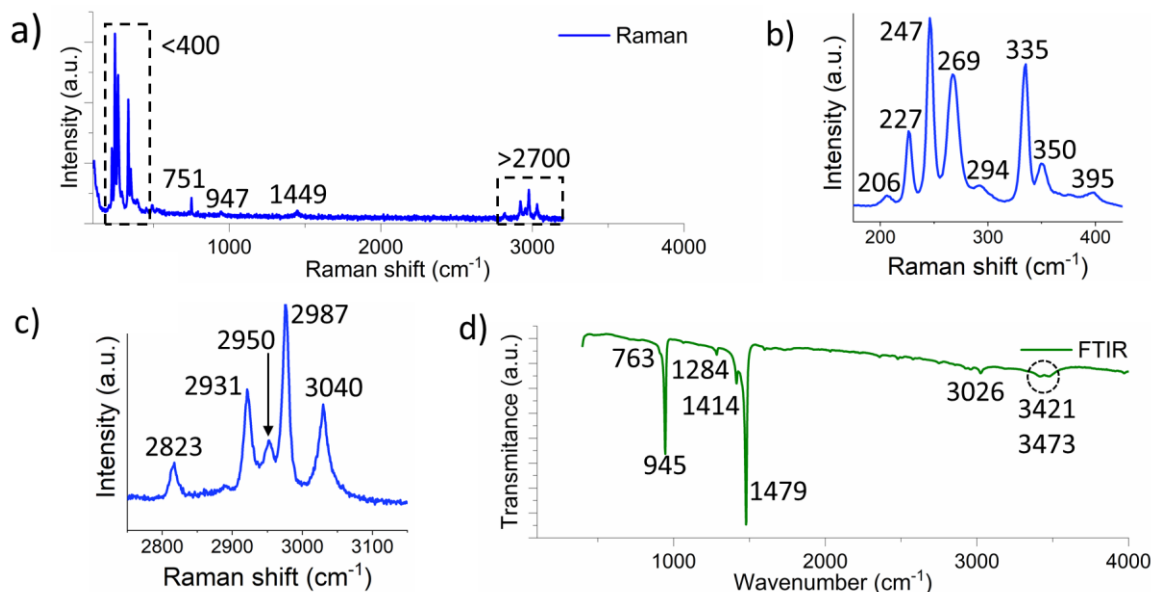 a)
<400
Raman
>2700
751
947
1449
Intensity (a.u.)
1000
2000
3000
4000
Raman shift (cm⁻¹)
b)
247
335
269
227
350
294
206
395
Intensity (a.u.)
200
300
400
Raman shift (cm⁻¹)
c)
2987
2950
2931
3040
2823
Intensity (a.u.)
2800
2900
3000
3100
Raman shift (cm⁻¹)
d)
FTIR
763
1284
1414
3026
3421
3473
945
1479
Transmitance (a.u.)
1000
2000
3000
4000
Wavenumber (cm⁻¹)